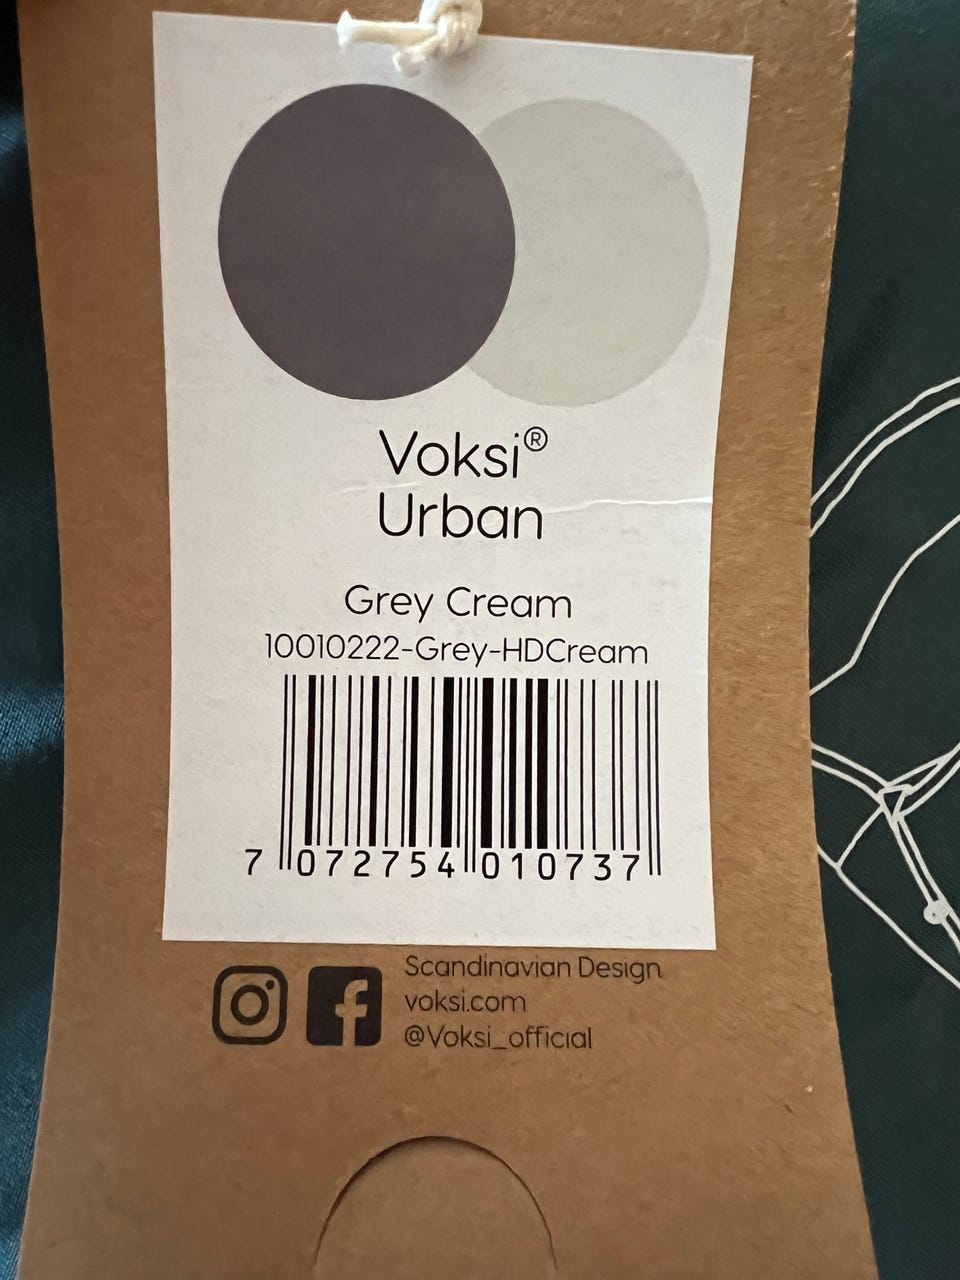 Voksi®
Urban
Grey Cream
10010222-Grey-HDCream
7 072754 010737
Scandinavian Design
voksi.com
@Voksi_official